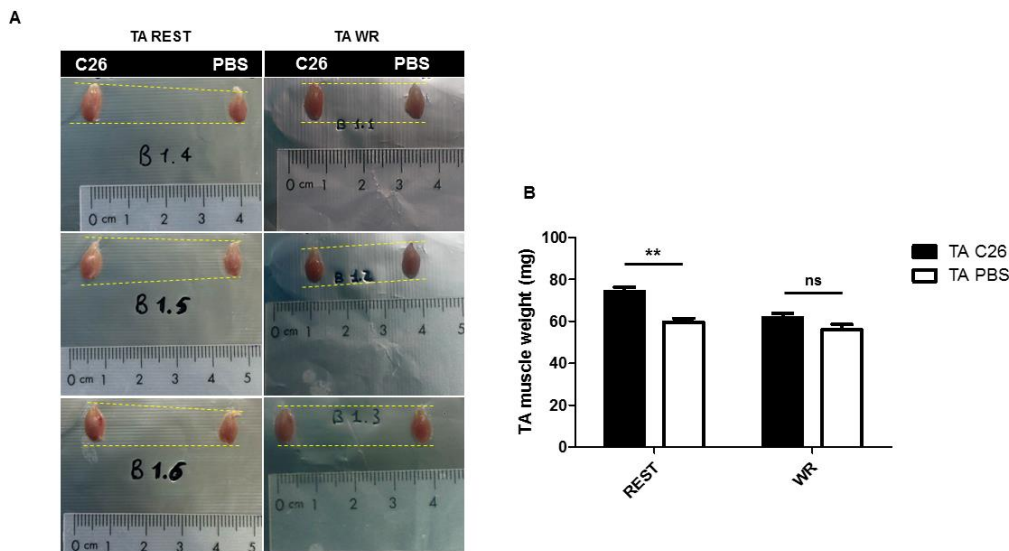 A
TA REST
TA WR
C26
PBS
C26
PBS
B 1.4
0 cm 1 2 3 4
B 1.1
0 cm 1 2 3 4
B 1.5
0 cm 1 2 3 4 5
B 1.2
0 cm 1 2 3 4 5
B 1.6
0 cm 1 2 3 4 5
B 1.3
0 cm 1 2 3 4
B
TA muscle weight (mg)
100
80
60
40
20
0
**
ns
REST
WR
TA C26
TA PBS